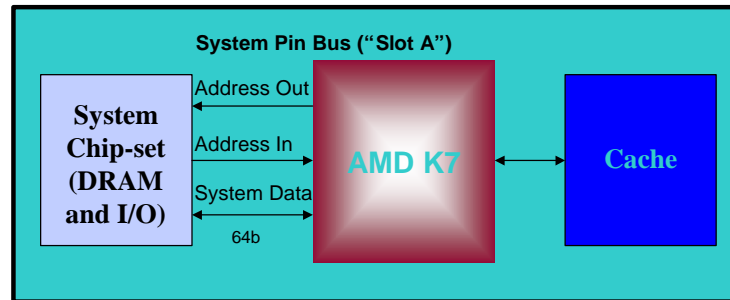 System Pin Bus (“Slot A”)
System
Chip-set
(DRAM
and I/O)
Address Out
Address In
System Data
64b
AMD K7
Cache